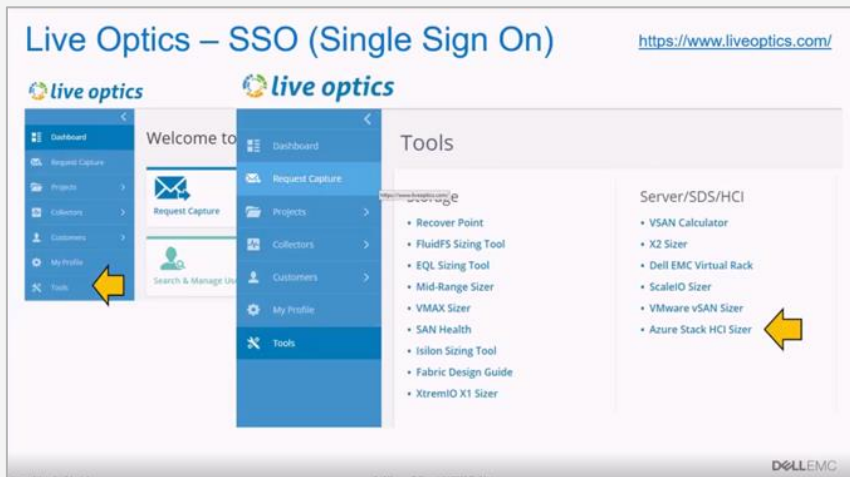 Live Optics – SSO (Single Sign On)
https://www.liveoptics.com/
live optics
Dashboard
Request Capture
Projects
Collectors
Customers
My Profile
Tools
Welcome to
Request Capture
Search & Manage Us
live optics
Dashboard
Request Capture
Projects
Collectors
Customers
My Profile
Tools
Tools
https://www.liveoptics.com/
Storage
• Recover Point
• FluidFS Sizing Tool
• EQL Sizing Tool
• Mid-Range Sizer
• VMAX Sizer
• SAN Health
• Isilon Sizing Tool
• Fabric Design Guide
• XtremIO X1 Sizer
Server/SDS/HCI
• VSAN Calculator
• X2 Sizer
• Dell EMC Virtual Rack
• ScaleIO Sizer
• VMware vSAN Sizer
• Azure Stack HCI Sizer
DELLEMC